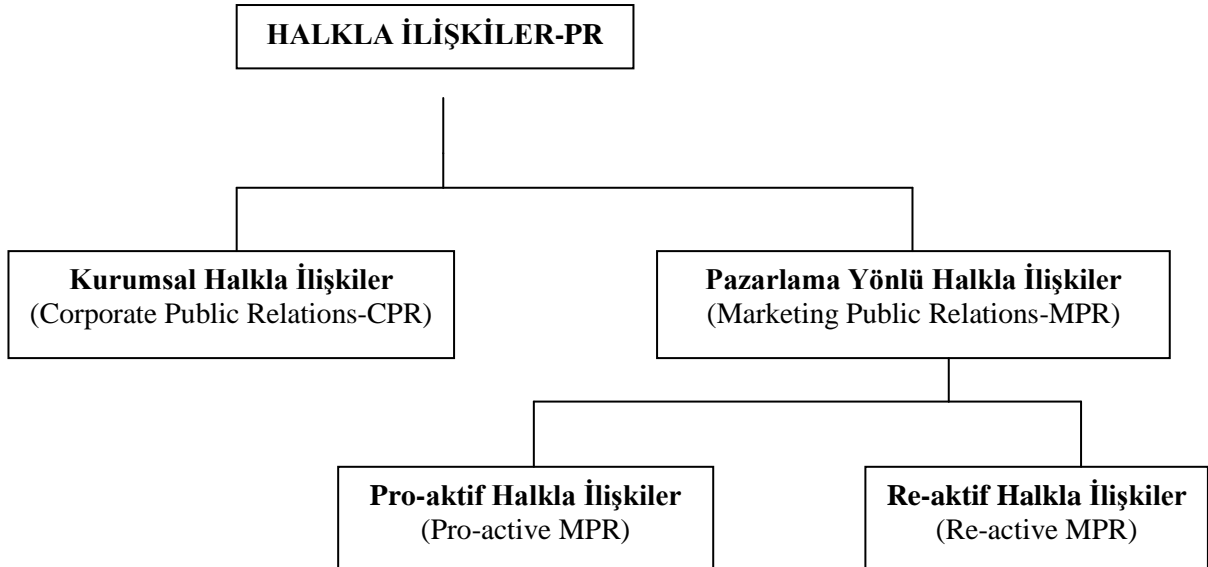 HALKLA İLİŞKİLER-PR
Kurumsal Halkla İlişkiler
(Corporate Public Relations-CPR)
Pazarlama Yönlü Halkla İlişkiler
(Marketing Public Relations-MPR)
Pro-aktif Halkla İlişkiler
(Pro-active MPR)
Re-aktif Halkla İlişkiler
(Re-active MPR)